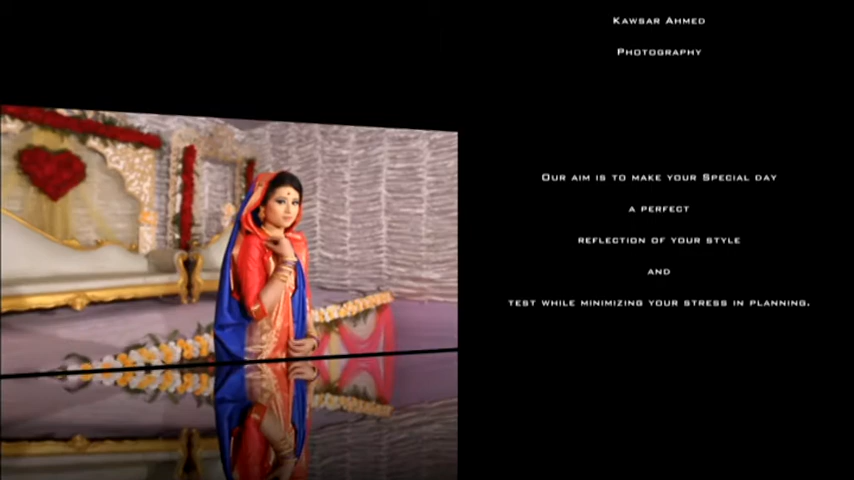 Kawsar Ahmed
Photography
Our aim is to make your Special day
a perfect
reflection of your style
and
test while minimizing your stress in planning.